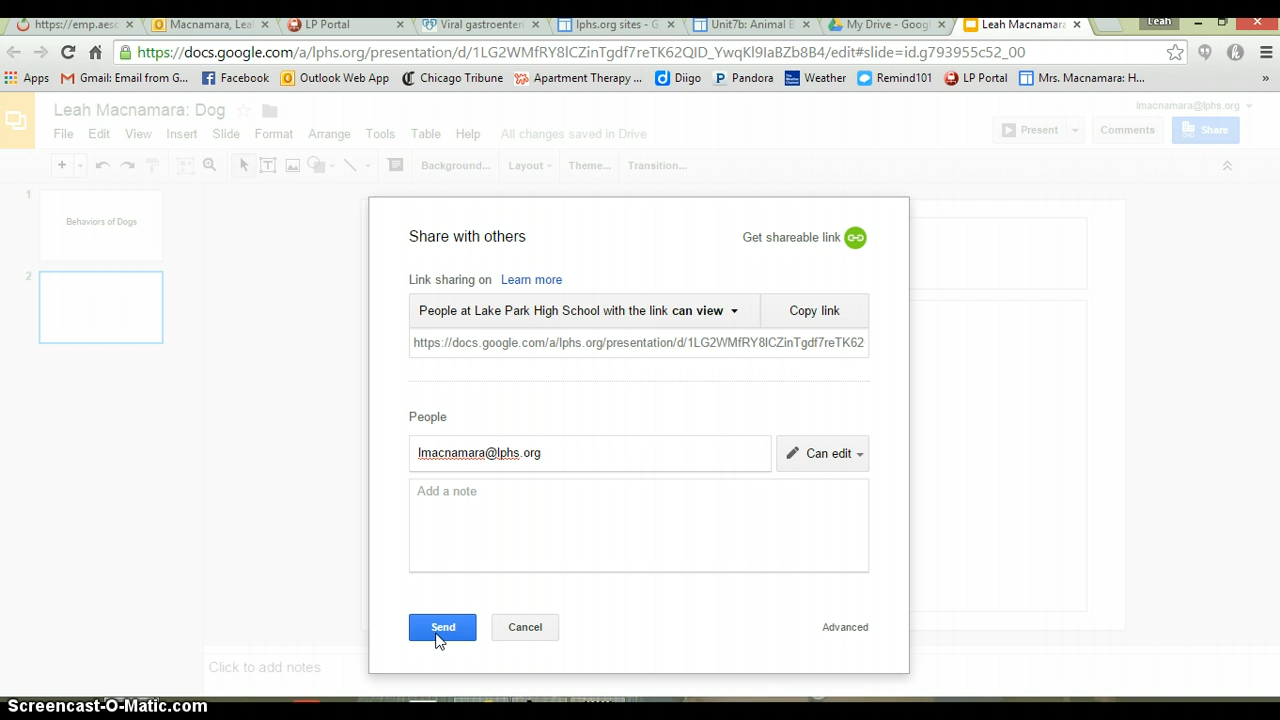 https://emp.aesc
Macnamara, Lea
LP Portal
Viral gastroenter
lphs.org sites - G
Unit7b: Animal B
My Drive - Googl
Leah Macnamara
Leah
https://docs.google.com/a/lphs.org/presentation/d/1LG2WMfRY8lCZinTgdf7reTK62QID_YwqKl9IaBZb8B4/edit#slide=id.g793955c52_00
Apps
Gmail: Email from G...
Facebook
Outlook Web App
Chicago Tribune
Apartment Therapy ...
Diigo
Pandora
Weather
Remind101
LP Portal
Mrs. Macnamara: H...
»
Leah Macnamara: Dog
lmacnamara@lphs.org
File Edit View Insert Slide Format Arrange Tools Table Help All changes saved in Drive
Present
Comments
Share
Background... Layout Theme... Transition...
1
Behaviors of Dogs
2
Share with others
Get shareable link
Link sharing on Learn more
People at Lake Park High School with the link can view
Copy link
https://docs.google.com/a/lphs.org/presentation/d/1LG2WMfRY8lCZinTgdf7reTK62
People
lmacnamara@lphs.org
Can edit
Add a note
Send
Cancel
Advanced
Click to add notes
Screencast-O-Matic.com